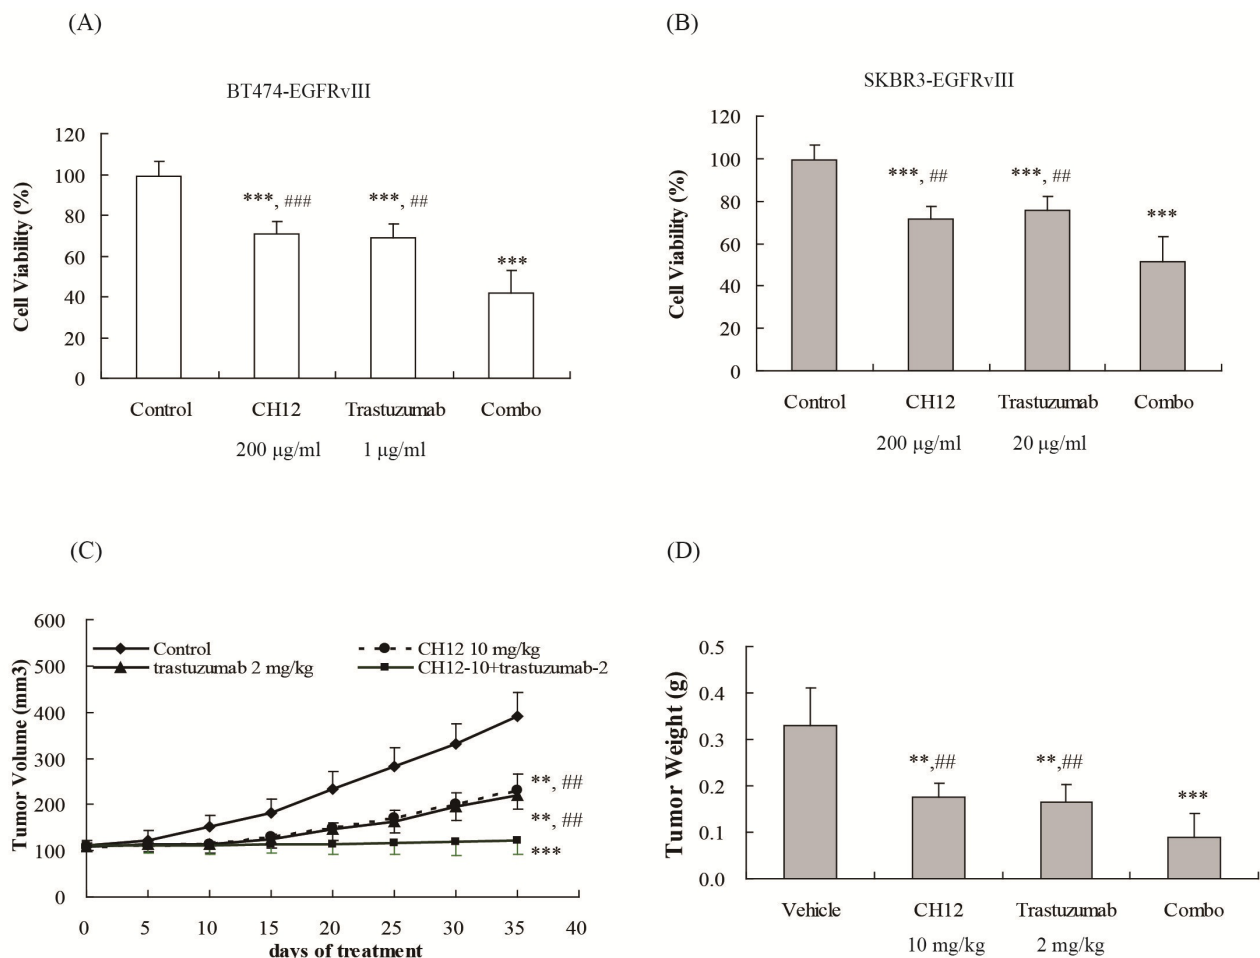 (A)
BT474-EGFRvIII
Cell Viability (%)
120
100
80
60
40
20
0
***, ###
***, ##
***
Control CH12 Trastuzumab Combo
200 μg/ml 1 μg/ml
(B)
SKBR3-EGFRvIII
Cell Viability (%)
120
100
80
60
40
20
0
***, ##
***, ##
***
Control CH12 Trastuzumab Combo
200 μg/ml 20 μg/ml
(C)
Tumor Volume (mm3)
600
500
400
300
200
100
0
Control CH12 10 mg/kg
trastuzumab 2 mg/kg CH12-10+trastuzumab-2
**, ##
**, ##
***
0 5 10 15 20 25 30 35 40
days of treatment
(D)
Tumor Weight (g)
0.5
0.4
0.3
0.2
0.1
0.0
**,##
**,##
***
Vehicle CH12 Trastuzumab Combo
10 mg/kg 2 mg/kg